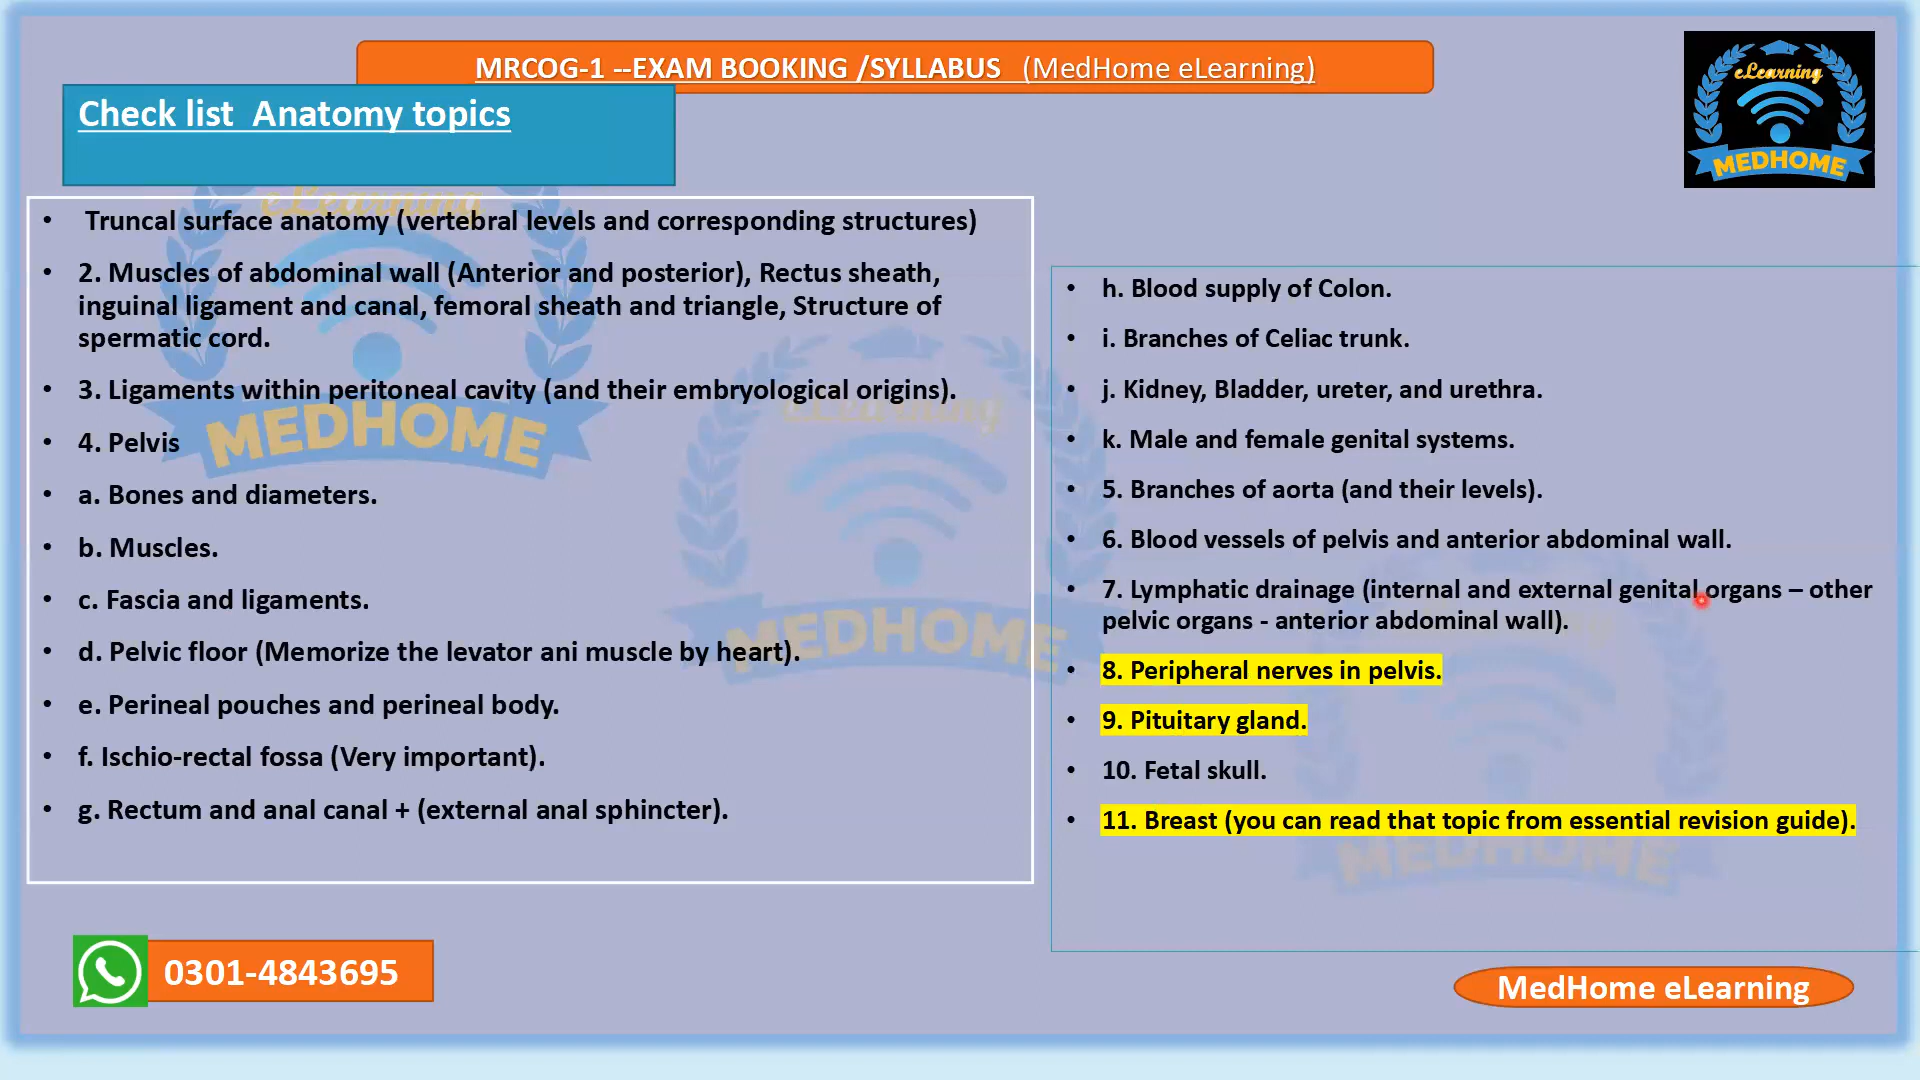 MRCOG-1 --EXAM BOOKING /SYLLABUS (MedHome eLearning)
eLearning
MEDHOME
Check list  Anatomy topics
• Truncal surface anatomy (vertebral levels and corresponding structures)
• 2. Muscles of abdominal wall (Anterior and posterior), Rectus sheath,
inguinal ligament and canal, femoral sheath and triangle, Structure of
spermatic cord.
• 3. Ligaments within peritoneal cavity (and their embryological origins).
• 4. Pelvis
• a. Bones and diameters.
• b. Muscles.
• c. Fascia and ligaments.
• d. Pelvic floor (Memorize the levator ani muscle by heart).
• e. Perineal pouches and perineal body.
• f. Ischio-rectal fossa (Very important).
• g. Rectum and anal canal + (external anal sphincter).
• h. Blood supply of Colon.
• i. Branches of Celiac trunk.
• j. Kidney, Bladder, ureter, and urethra.
• k. Male and female genital systems.
• 5. Branches of aorta (and their levels).
• 6. Blood vessels of pelvis and anterior abdominal wall.
• 7. Lymphatic drainage (internal and external genital organs – other
pelvic organs - anterior abdominal wall).
• 8. Peripheral nerves in pelvis.
• 9. Pituitary gland.
• 10. Fetal skull.
• 11. Breast (you can read that topic from essential revision guide).
eLearning
MEDHOME
eLearning
MEDHOME
eLearning
MEDHOME
0301-4843695
MedHome eLearning